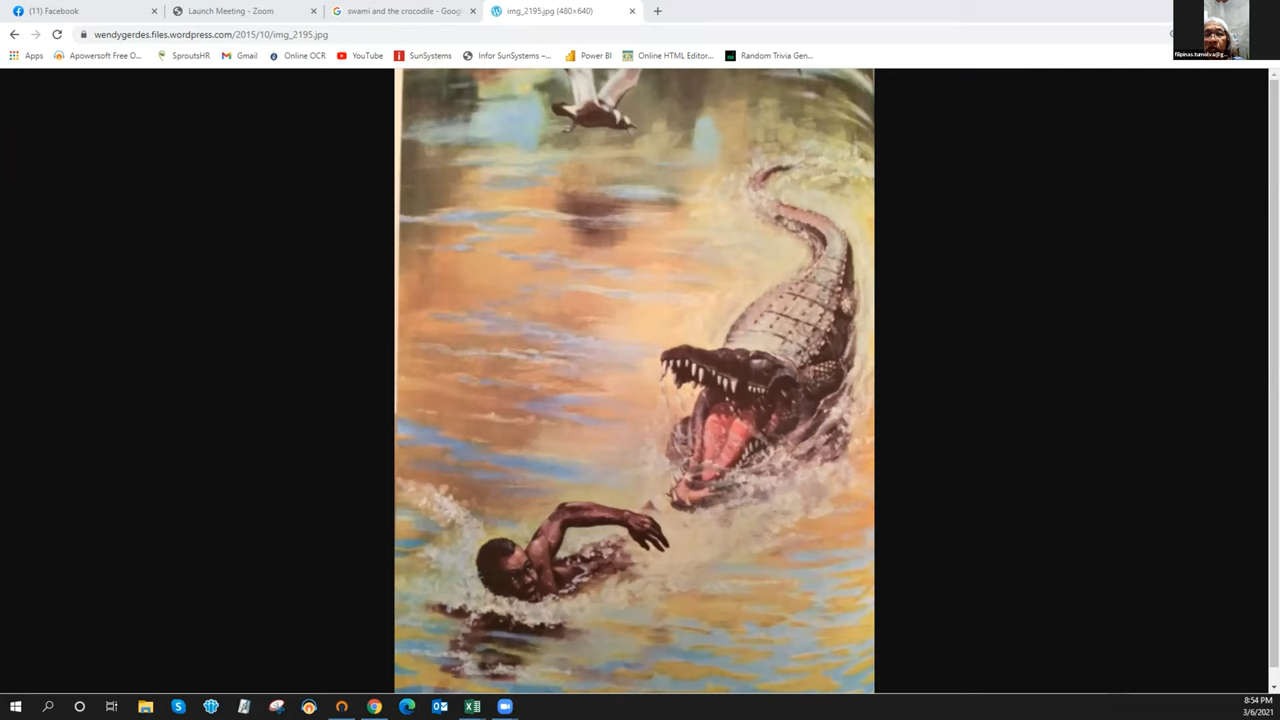 (11) Facebook
Launch Meeting - Zoom
swami and the crocodile - Goog
img_2195.jpg (480×640)
wendygerdes.files.wordpress.com/2015/10/img_2195.jpg
Apps
Apowersoft Free O...
SproutsHR
Gmail
Online OCR
YouTube
SunSystems
Infor SunSystems –...
Power BI
Online HTML Editor...
Random Trivia Gen...
filipinas.tumolva@g...
8:54 PM
3/6/2021